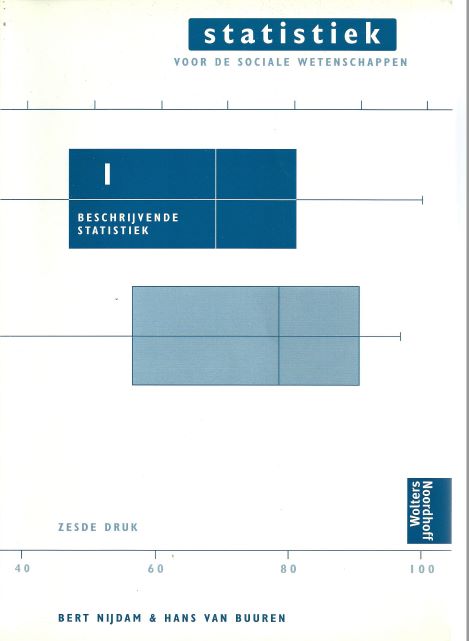 statistiek
VOOR DE SOCIALE WETENSCHAPPEN
I
BESCHRIJVENDE
STATISTIEK
Wolters
Noordhoff
ZESDE DRUK
40 60 80 100
BERT NIJDAM & HANS VAN BUUREN